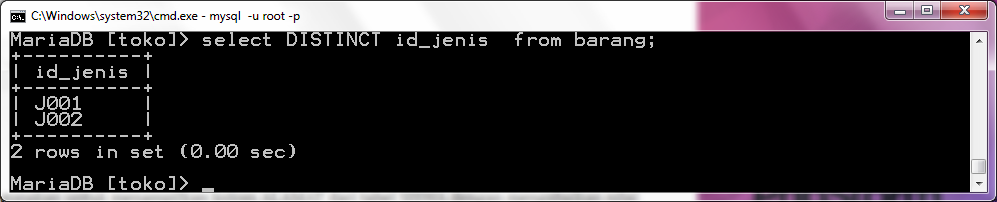 C:\Windows\system32\cmd.exe - mysql -u root -p
MariaDB [toko]> select DISTINCT id_jenis  from barang;
+----------+
| id_jenis |
+----------+
| J001     |
| J002     |
+----------+
2 rows in set (0.00 sec)
MariaDB [toko]> _